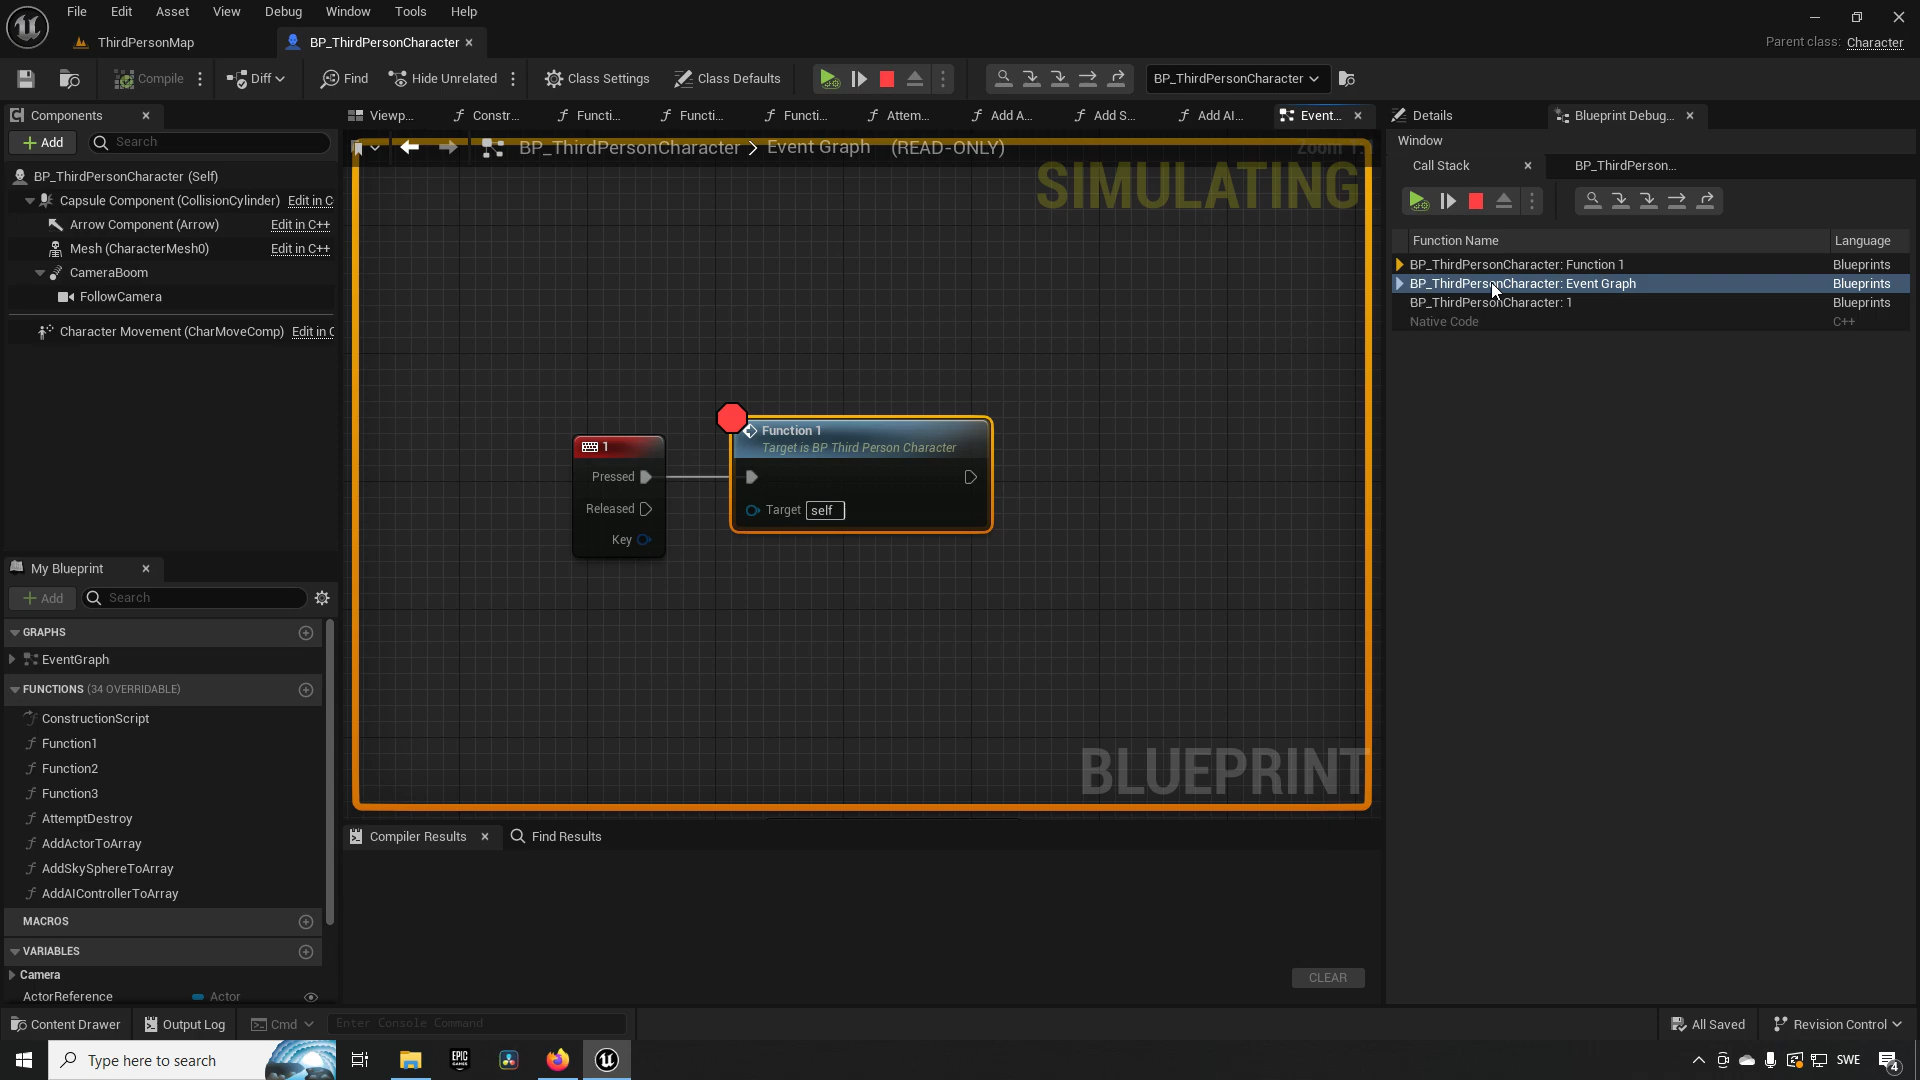 File Edit Asset View Debug Window Tools Help
ThirdPersonMap
BP_ThirdPersonCharacter
Parent class: Character
Compile
Diff
Find
Hide Unrelated
Class Settings
Class Defaults
BP_ThirdPersonCharacter
Components
Add
Search
BP_ThirdPersonCharacter (Self)
Capsule Component (CollisionCylinder) Edit in C
Arrow Component (Arrow) Edit in C++
Mesh (CharacterMesh0) Edit in C++
CameraBoom
FollowCamera
Character Movement (CharMoveComp) Edit in C
My Blueprint
Add
Search
GRAPHS
EventGraph
FUNCTIONS (34 OVERRIDABLE)
ConstructionScript
Function1
Function2
Function3
AttemptDestroy
AddActorToArray
AddSkySphereToArray
AddAIControllerToArray
MACROS
VARIABLES
Camera
ActorReference Actor
Viewp...
Constr...
Functi...
Functi...
Functi...
Attem...
Add A...
Add S...
Add AI...
Event...
BP_ThirdPersonCharacter > Event Graph (READ-ONLY)
SIMULATING
1
Pressed
Released
Key
Function 1
Target is BP Third Person Character
Target self
BLUEPRINT
Compiler Results
Find Results
CLEAR
Details
Blueprint Debug...
Window
Call Stack
BP_ThirdPerson...
Function Name Language
BP_ThirdPersonCharacter: Function 1 Blueprints
BP_ThirdPersonCharacter: Event Graph Blueprints
BP_ThirdPersonCharacter: 1 Blueprints
Native Code C++
Content Drawer
Output Log
Cmd
Enter Console Command
All Saved
Revision Control
Type here to search
EPIC GAMES
SWE
4